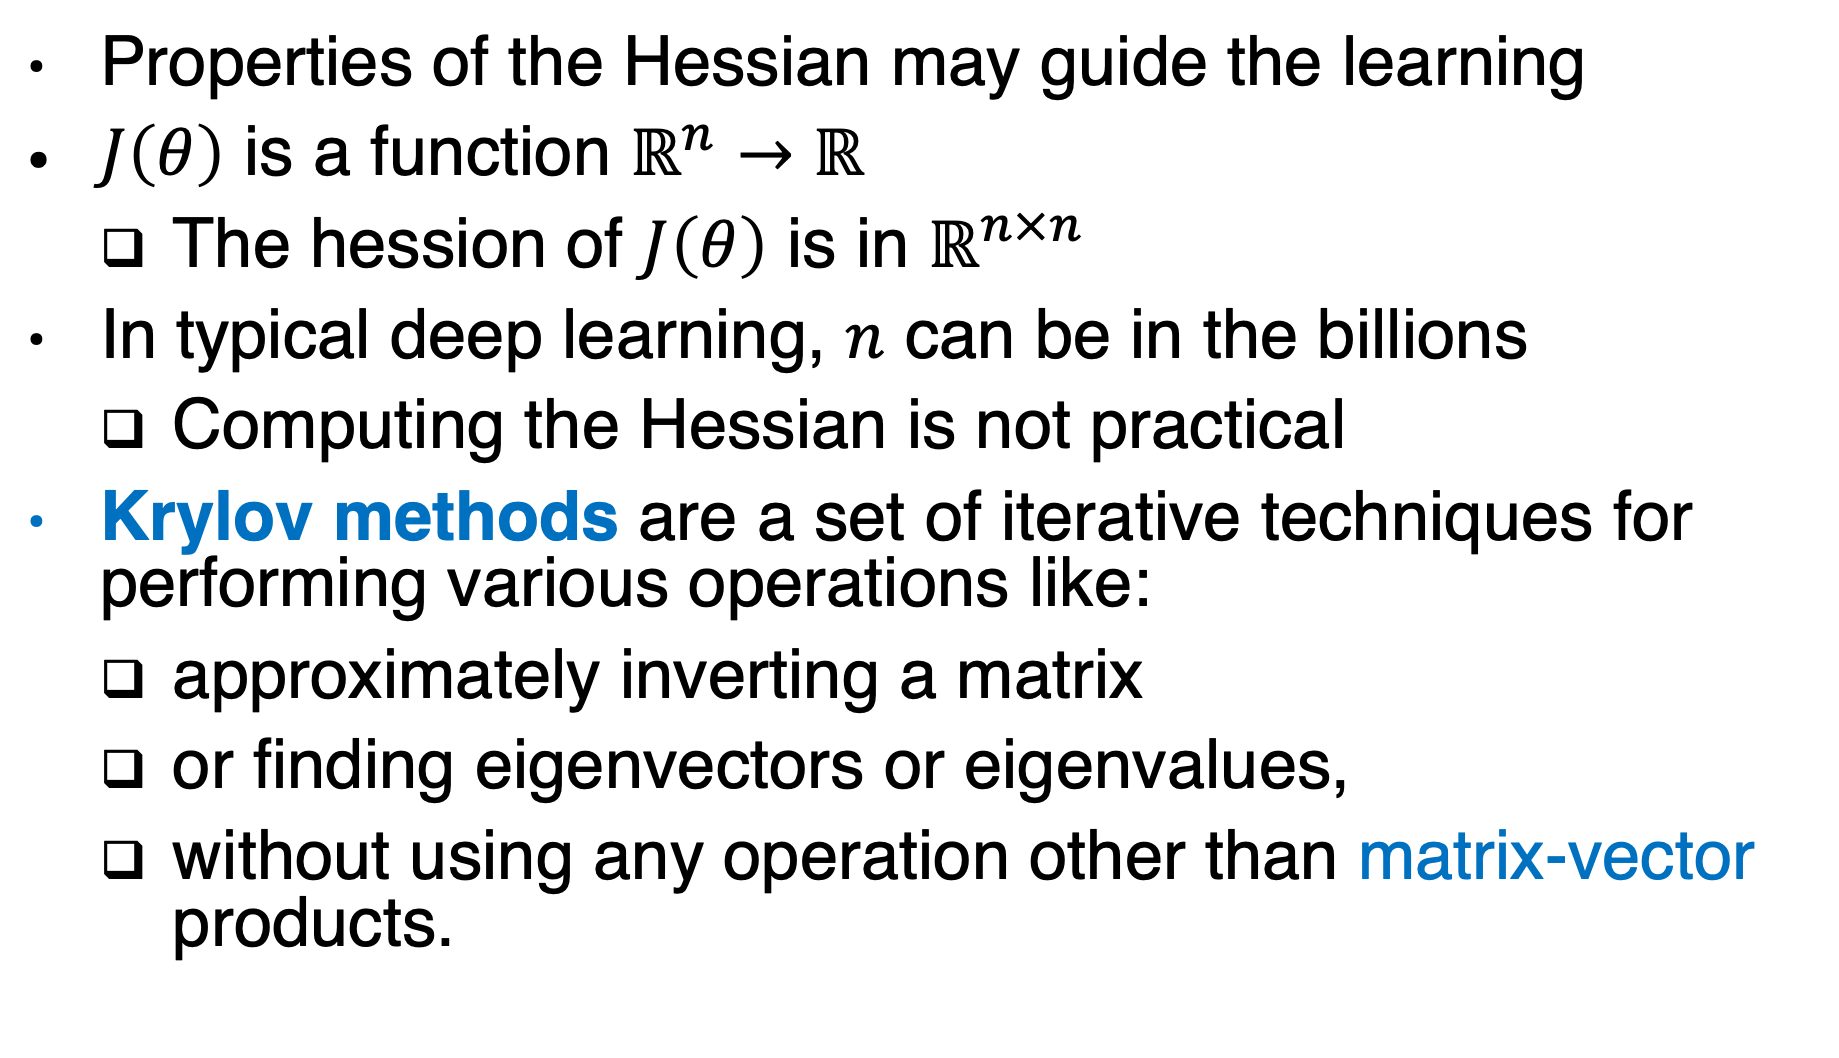 • Properties of the Hessian may guide the learning
• J(θ) is a function ℝⁿ → ℝ
❑ The hession of J(θ) is in ℝⁿˣⁿ
• In typical deep learning, n can be in the billions
❑ Computing the Hessian is not practical
• Krylov methods are a set of iterative techniques for
performing various operations like:
❑ approximately inverting a matrix
❑ or finding eigenvectors or eigenvalues,
❑ without using any operation other than matrix-vector
products.